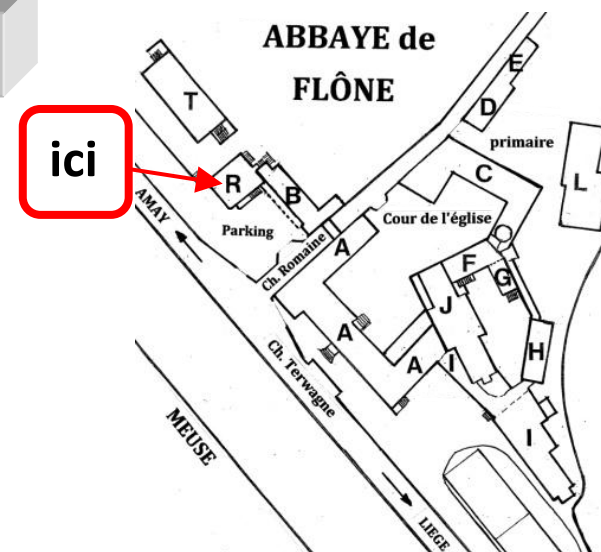 ABBAYE de
FLÔNE
ici
T
E
D
primaire
R
B
C
L
AMAY
Parking
Ch. Romaine
A
Cour de l'église
F
G
J
A
H
A
I
Ch. Terwagne
I
MEUSE
LIEGE